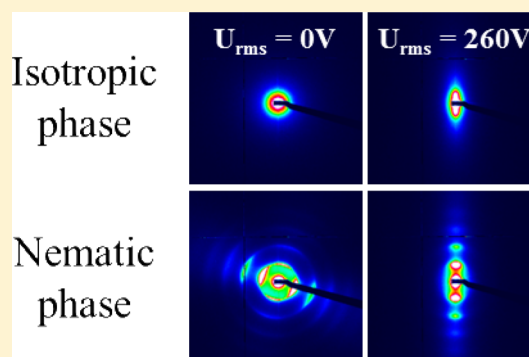 U_rms = 0V
U_rms = 260V
Isotropic
phase
Nematic
phase